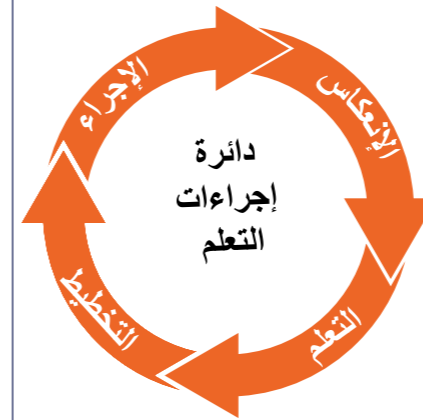 دائرة
إجراءات
التعلم
الإجراء
الإنعكاس
التعلم
التخطيط